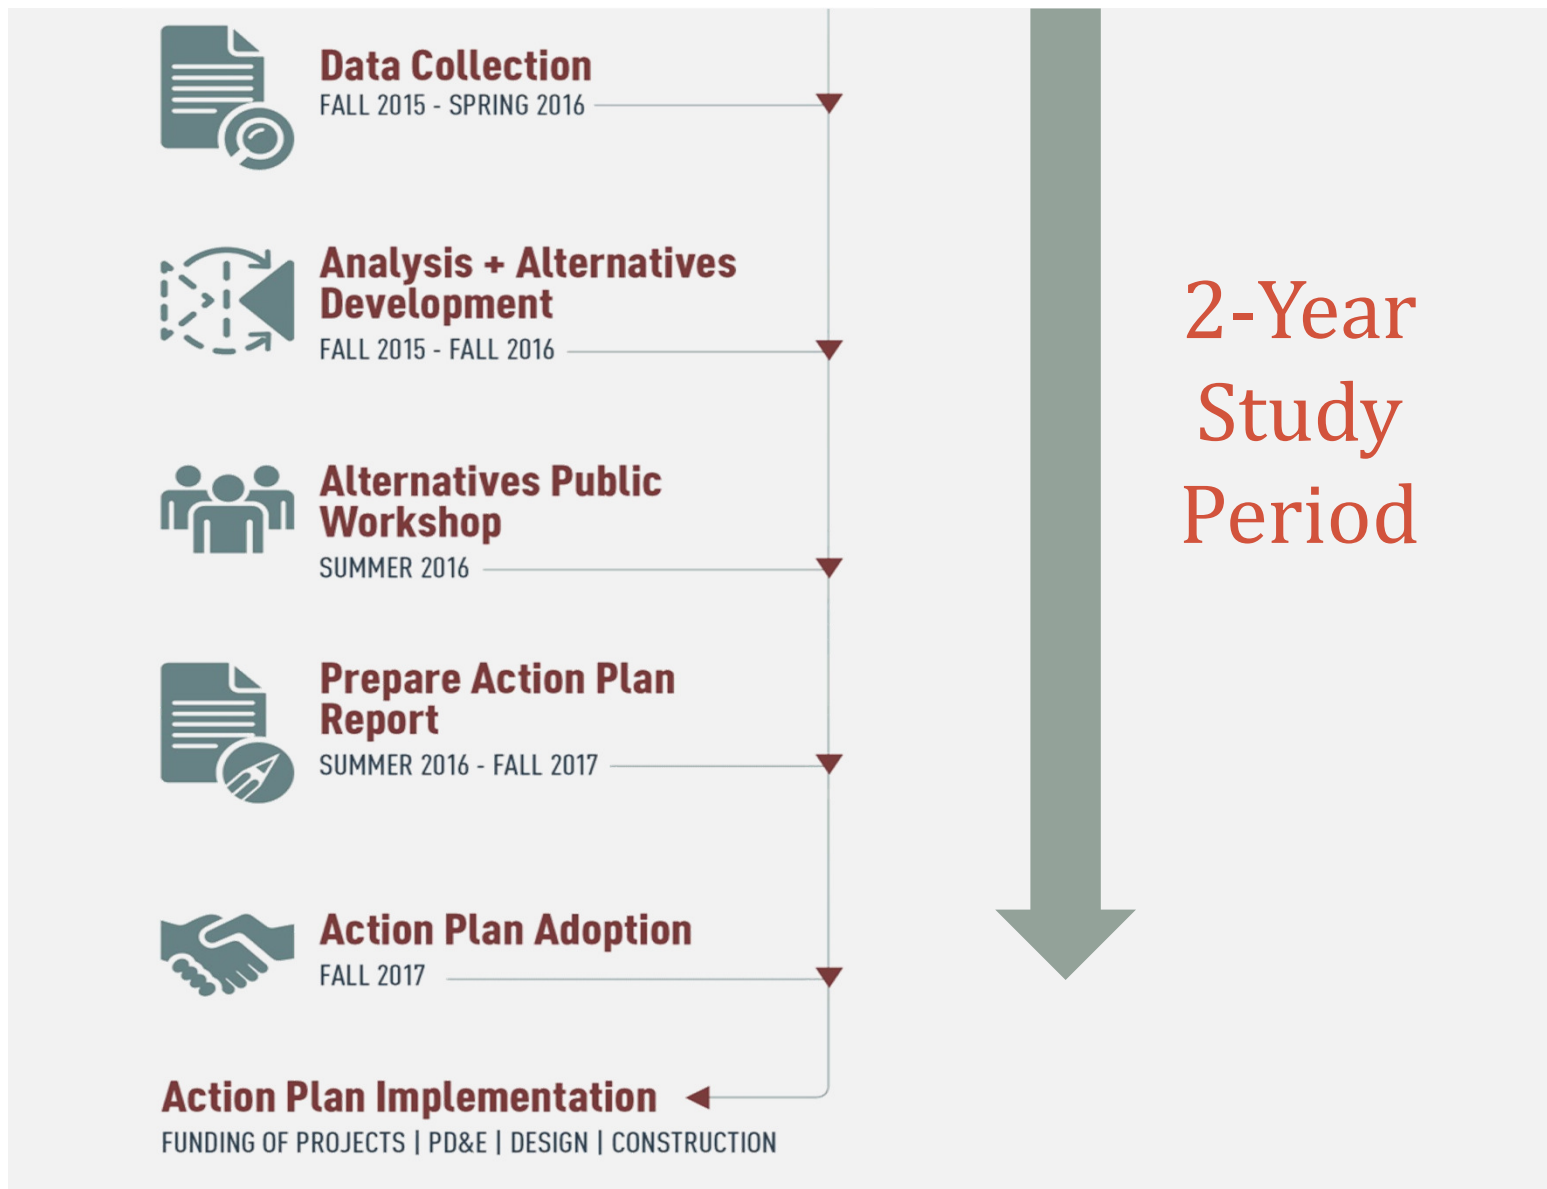 Data Collection
FALL 2015 - SPRING 2016
Analysis + Alternatives
Development
FALL 2015 - FALL 2016
Alternatives Public
Workshop
SUMMER 2016
Prepare Action Plan
Report
SUMMER 2016 - FALL 2017
Action Plan Adoption
FALL 2017
Action Plan Implementation
FUNDING OF PROJECTS | PD&E | DESIGN | CONSTRUCTION
2-Year
Study
Period